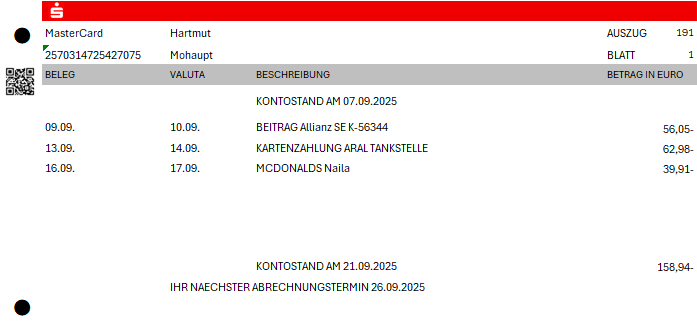 MasterCard Hartmut AUSZUG 191
2570314725427075 Mohaupt BLATT 1
BELEG VALUTA BESCHREIBUNG BETRAG IN EURO
KONTOSTAND AM 07.09.2025
09.09. 10.09. BEITRAG Allianz SE K-56344 56,05-
13.09. 14.09. KARTENZAHLUNG ARAL TANKSTELLE 62,98-
16.09. 17.09. MCDONALDS Naila 39,91-
KONTOSTAND AM 21.09.2025 158,94-
IHR NAECHSTER ABRECHNUNGSTERMIN 26.09.2025